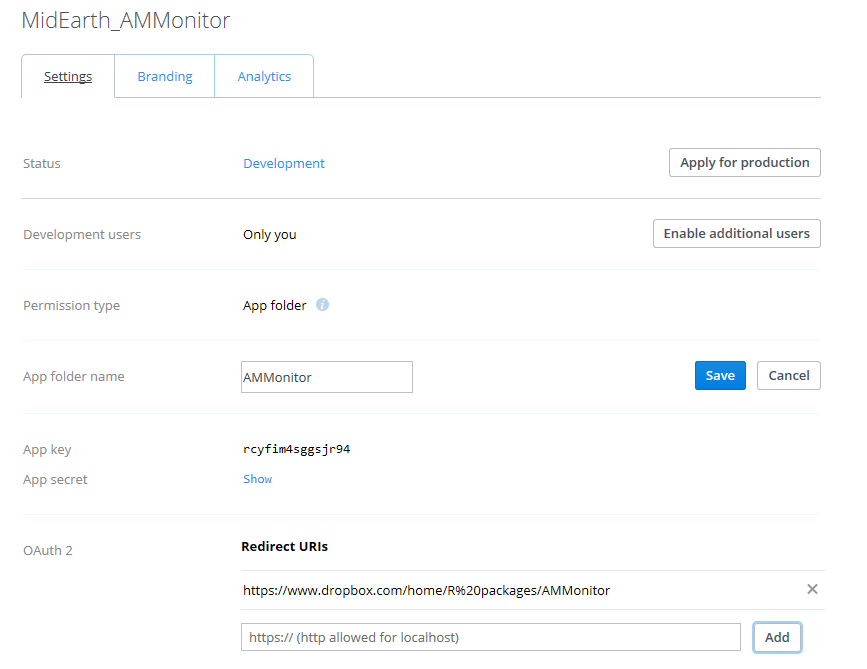 MidEarth_AMMonitor
Settings Branding Analytics
Status Development Apply for production
Development users Only you Enable additional users
Permission type App folder i
App folder name AMMonitor Save Cancel
App key rcyfim4sggsjr94
App secret Show
OAuth 2 Redirect URIs
https://www.dropbox.com/home/R%20packages/AMMonitor ×
https:// (http allowed for localhost) Add